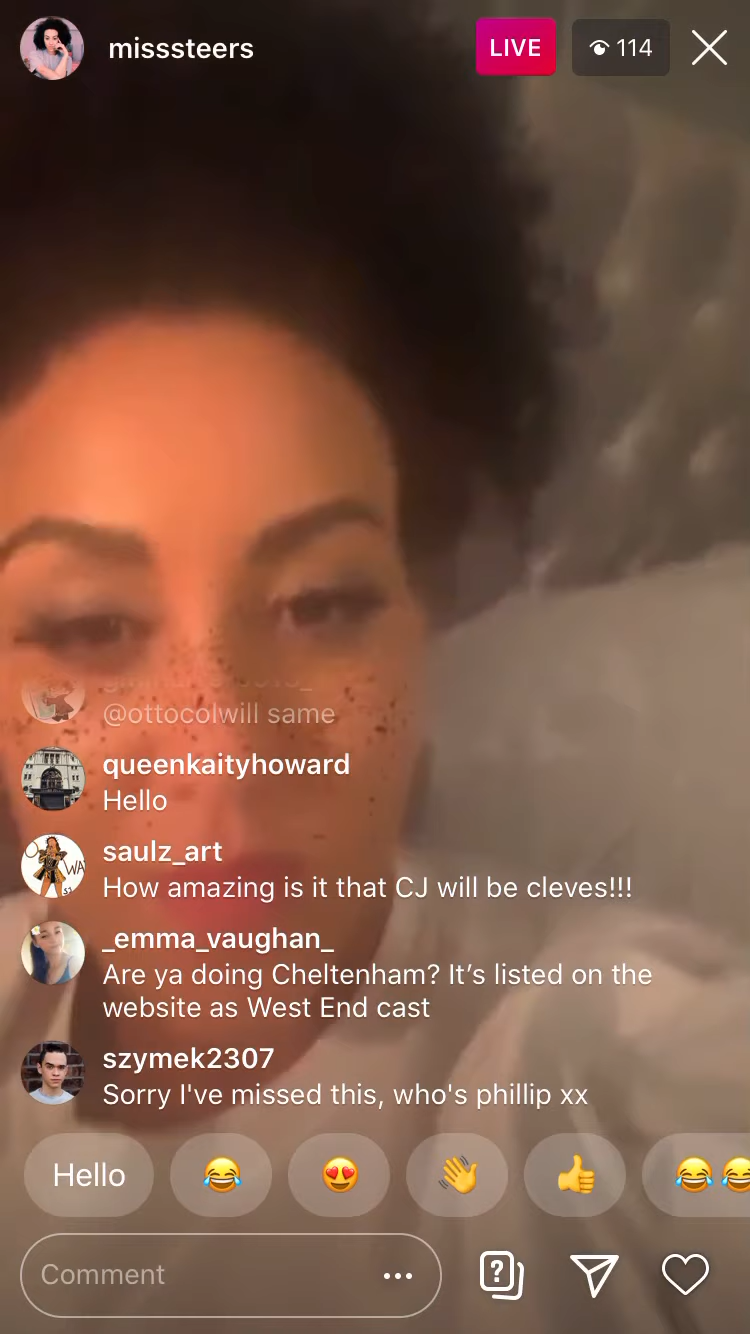 misssteers
LIVE
114
@ottocolwill same
queenkaityhoward
Hello
saulz_art
How amazing is it that CJ will be cleves!!!
_emma_vaughan_
Are ya doing Cheltenham? It’s listed on the
website as West End cast
szymek2307
Sorry I've missed this, who's phillip xx
Hello
Comment